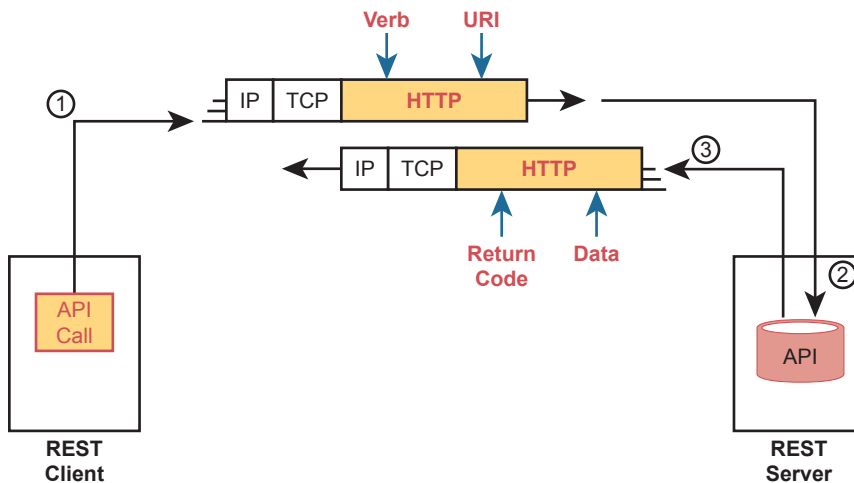 Verb URI
1 IP TCP HTTP
IP TCP HTTP 3
Return Code Data
2
API
Call
API
REST
Client
REST
Server